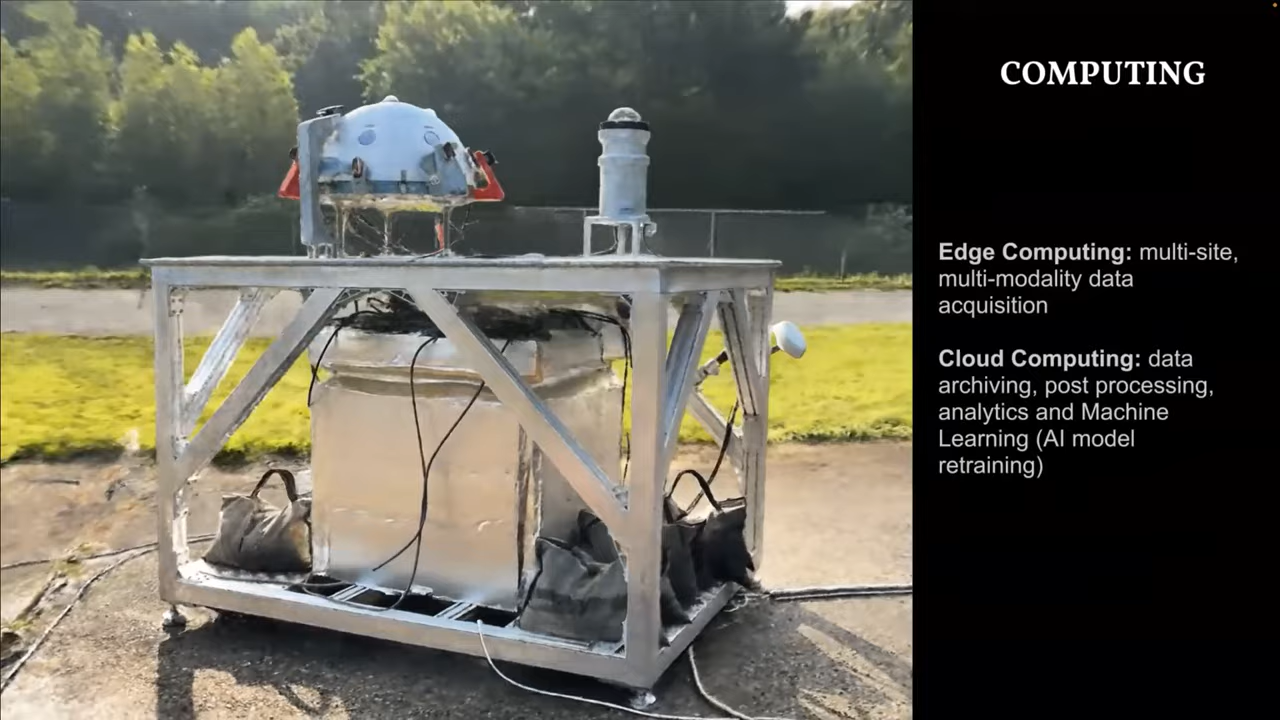 COMPUTING
Edge Computing: multi-site,
multi-modality data
acquisition
Cloud Computing: data
archiving, post processing,
analytics and Machine
Learning (AI model
retraining)